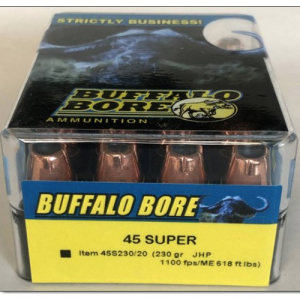 STRICTLY BUSINESS!
BUFFALO
BORE
AMMUNITION
BUFFALO BORE
45 SUPER
Item 45S230/20 (230 gr JHP
1100 fps/ME 618 ft lbs)